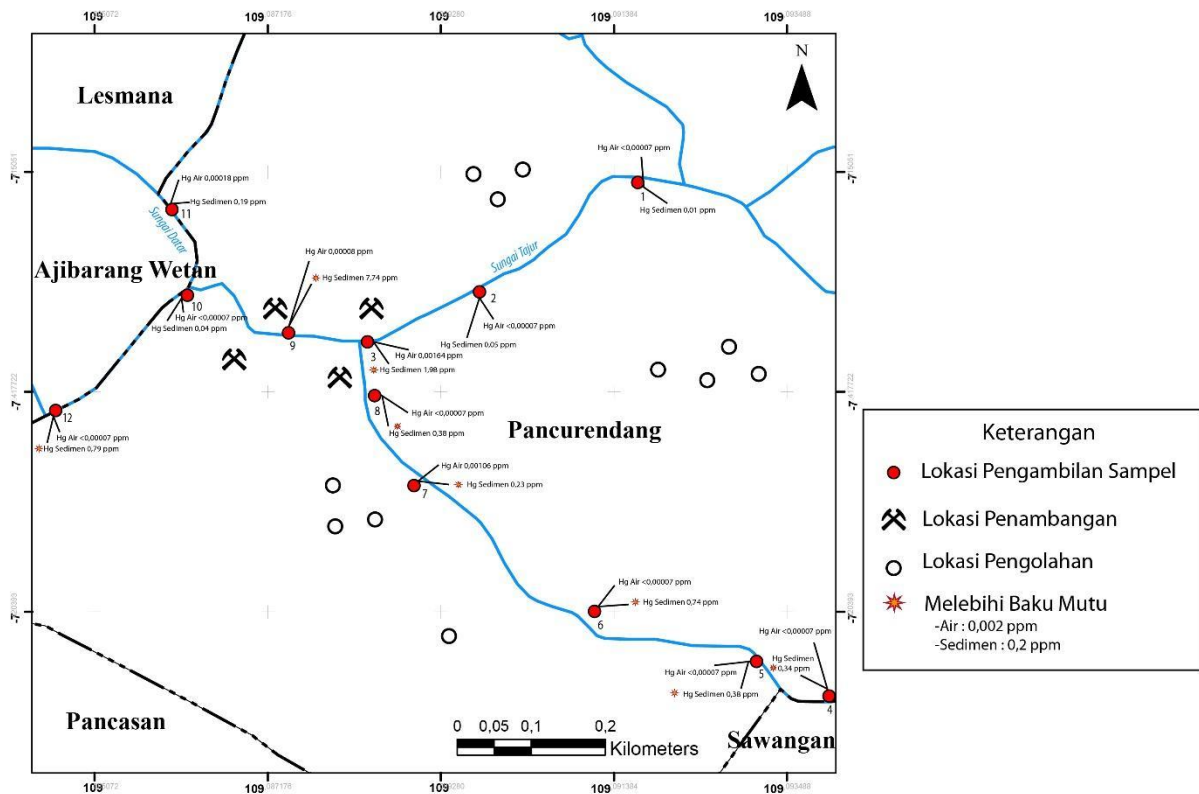 109 085072
109 087178
109 089280
109 091384
109 093488
N
Lesmana
Hg Air <0,00007 ppm
1
Hg Sedimen 0,01 ppm
Hg Air 0,00018 ppm
Hg Sedimen 0,19 ppm
11
Sungai Datar
Sungai Tajur
Ajibarang Wetan
Hg Air 0,00008 ppm
Hg Sedimen 7,74 ppm
2
Hg Air <0,00007 ppm
Hg Sedimen 0,05 ppm
10
Hg Air <0,00007 ppm
Hg Sedimen 0,04 ppm
9
3
Hg Air 0,00164 ppm
Hg Sedimen 1,98 ppm
8
Hg Air <0,00007 ppm
Hg Sedimen 0,38 ppm
Pancurendang
12
Hg Air <0,00007 ppm
Hg Sedimen 0,79 ppm
Hg Air 0,00106 ppm
7
Hg Sedimen 0,23 ppm
Hg Air <0,00007 ppm
Hg Sedimen 0,74 ppm
6
Hg Air <0,00007 ppm
Hg Sedimen
0,34 ppm
4
5
Hg Air <0,00007 ppm
Hg Sedimen 0,38 ppm
Pancasan
Sawangan
0 0,05 0,1 0,2
Kilometers
Keterangan
Lokasi Pengambilan Sampel
Lokasi Penambangan
Lokasi Pengolahan
Melebihi Baku Mutu
-Air : 0,002 ppm
-Sedimen : 0,2 ppm
109
109
109
109
109